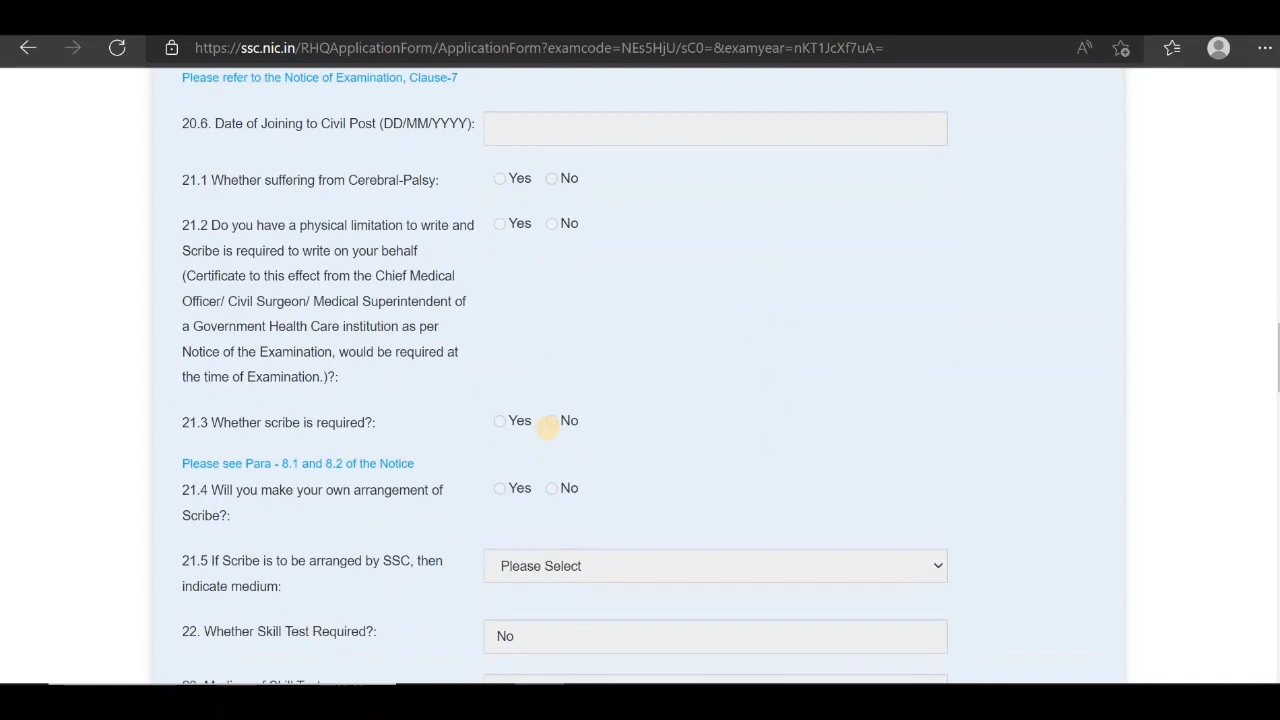 https://ssc.nic.in/RHQApplicationForm/ApplicationForm?examcode=NEs5HjU/sC0=&examyear=nKT1JcXf7uA=
Please refer to the Notice of Examination, Clause-7
20.6. Date of Joining to Civil Post (DD/MM/YYYY):
21.1 Whether suffering from Cerebral-Palsy: Yes No
21.2 Do you have a physical limitation to write and Yes No
Scribe is required to write on your behalf
(Certificate to this effect from the Chief Medical
Officer/ Civil Surgeon/ Medical Superintendent of
a Government Health Care institution as per
Notice of the Examination, would be required at
the time of Examination.)?:
21.3 Whether scribe is required?: Yes No
Please see Para - 8.1 and 8.2 of the Notice
21.4 Will you make your own arrangement of Yes No
Scribe?:
21.5 If Scribe is to be arranged by SSC, then Please Select
indicate medium:
22. Whether Skill Test Required?: No